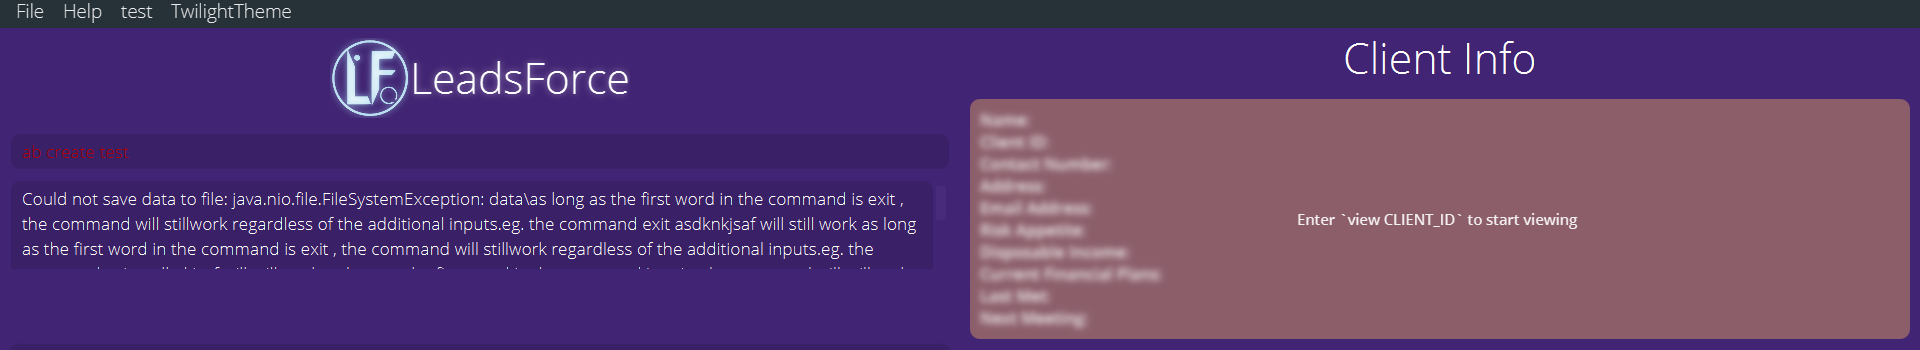 File Help test TwilightTheme
LFO LeadsForce
ab create test
Could not save data to file: java.nio.file.FileSystemException: data\as long as the first word in the command is exit ,
the command will stillwork regardless of the additional inputs.eg. the command exit asdknkjsaf will still work as long
as the first word in the command is exit , the command will stillwork regardless of the additional inputs.eg. the
Client Info
Name:
Client ID:
Contact Number:
Address:
Email Address:
Risk Appetite:
Disposable Income:
Current Financial Plans:
Last Met:
Next Meeting:
Enter `view CLIENT_ID` to start viewing